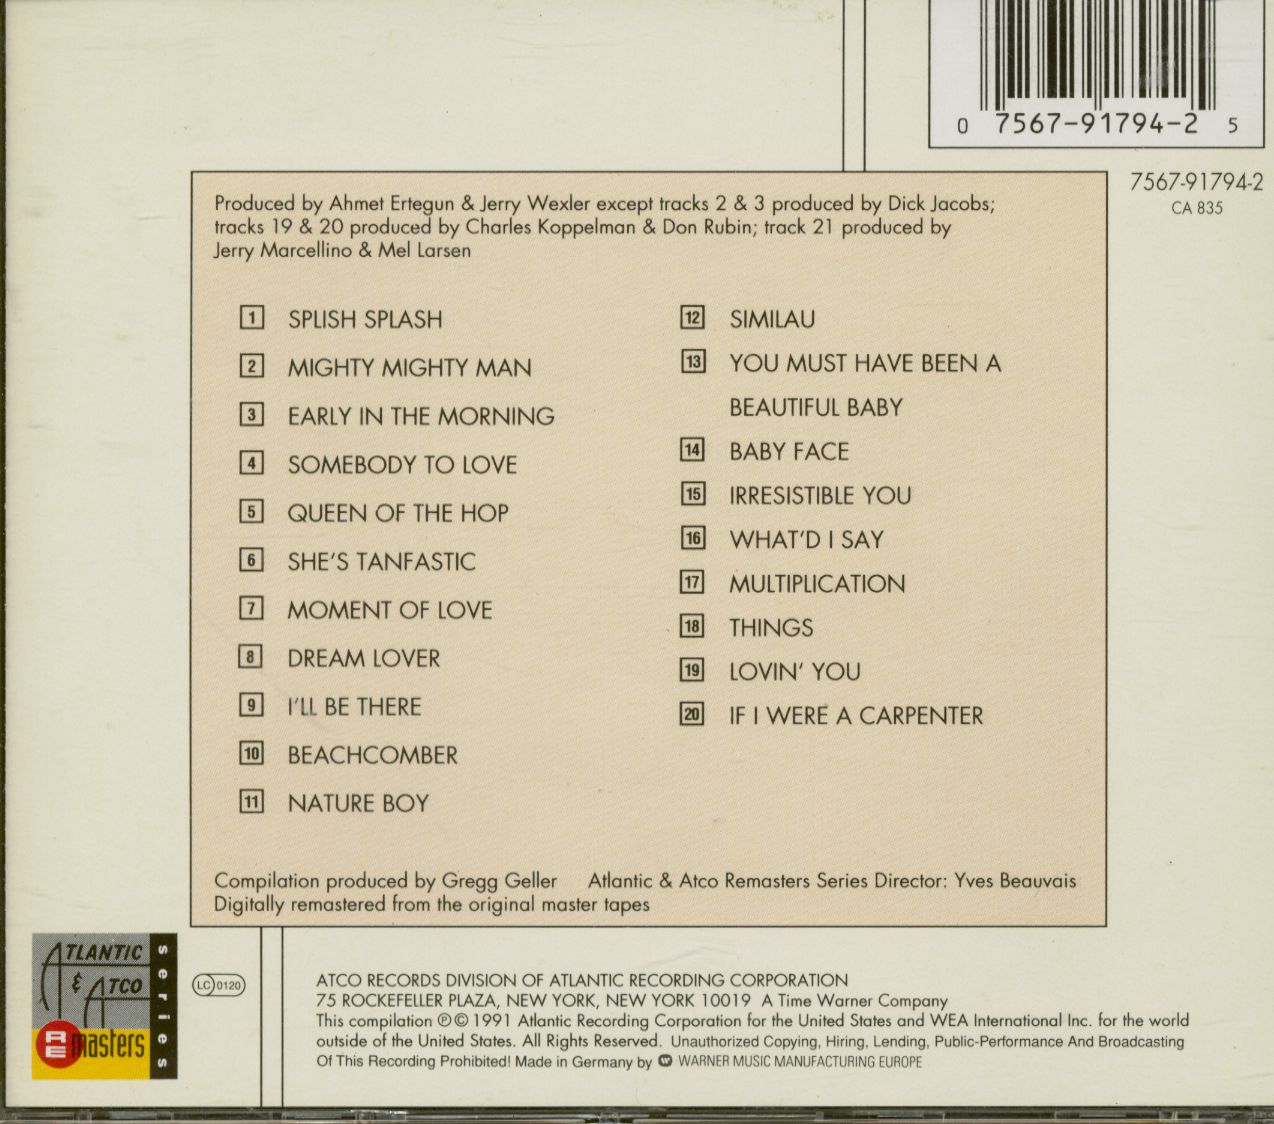 0 7567-91794-2 5
7567-91794-2
CA 835
Produced by Ahmet Ertegun & Jerry Wexler except tracks 2 & 3 produced by Dick Jacobs;
tracks 19 & 20 produced by Charles Koppelman & Don Rubin; track 21 produced by
Jerry Marcellino & Mel Larsen
1 SPLISH SPLASH
2 MIGHTY MIGHTY MAN
3 EARLY IN THE MORNING
4 SOMEBODY TO LOVE
5 QUEEN OF THE HOP
6 SHE'S TANFASTIC
7 MOMENT OF LOVE
8 DREAM LOVER
9 I'LL BE THERE
10 BEACHCOMBER
11 NATURE BOY
12 SIMILAU
13 YOU MUST HAVE BEEN A
BEAUTIFUL BABY
14 BABY FACE
15 IRRESISTIBLE YOU
16 WHAT'D I SAY
17 MULTIPLICATION
18 THINGS
19 LOVIN' YOU
20 IF I WERE A CARPENTER
Compilation produced by Gregg Geller Atlantic & Atco Remasters Series Director: Yves Beauvais
Digitally remastered from the original master tapes
ATLANTIC
& ATCO
REmasters
series
LC 0120
ATCO RECORDS DIVISION OF ATLANTIC RECORDING CORPORATION
75 ROCKEFELLER PLAZA, NEW YORK, NEW YORK 10019 A Time Warner Company
This compilation ℗ © 1991 Atlantic Recording Corporation for the United States and WEA International Inc. for the world
outside of the United States. All Rights Reserved. Unauthorized Copying, Hiring, Lending, Public-Performance And Broadcasting
Of This Recording Prohibited! Made in Germany by WARNER MUSIC MANUFACTURING EUROPE